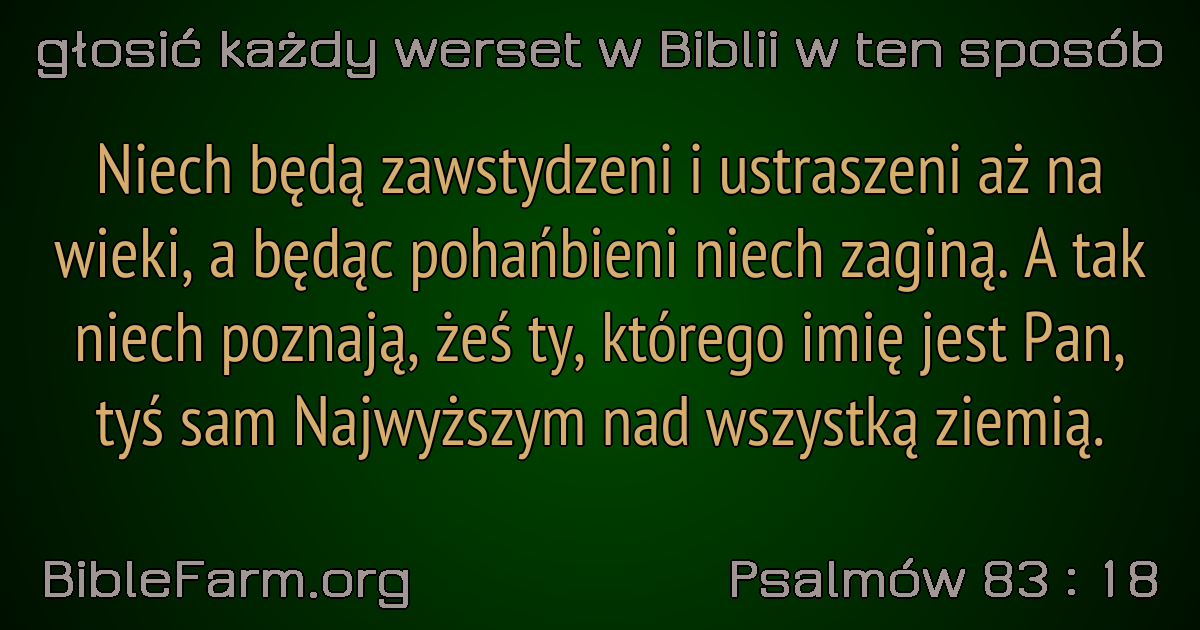 głosić każdy werset w Biblii w ten sposób
Niech będą zawstydzeni i ustraszeni aż na
wieki, a będąc pohańbieni niech zaginą. A tak
niech poznają, żeś ty, którego imię jest Pan,
tyś sam Najwyższym nad wszystką ziemią.
BibleFarm.org
Psalmów 83 : 18